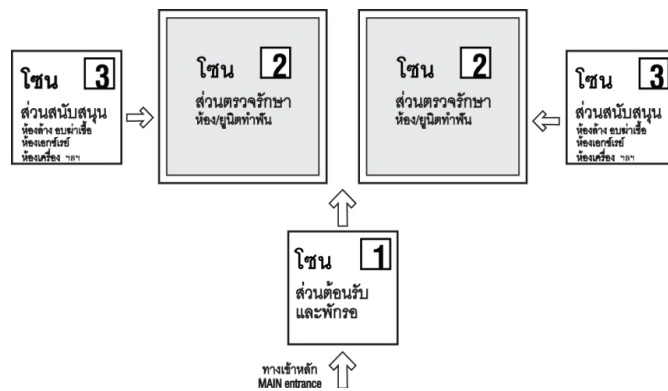 โซน 3
ส่วนสนับสนุน
ห้องล้าง อบฆ่าเชื้อ
ห้องเอกซ์เรย์
ห้องเครื่อง ฯลฯ
โซน 2
ส่วนตรวจรักษา
ห้อง/ยูนิตทำฟัน
โซน 2
ส่วนตรวจรักษา
ห้อง/ยูนิตทำฟัน
โซน 3
ส่วนสนับสนุน
ห้องล้าง อบฆ่าเชื้อ
ห้องเอกซ์เรย์
ห้องเครื่อง ฯลฯ
โซน 1
ส่วนต้อนรับ
และพักรอ
ทางเข้าหลัก
MAIN entrance